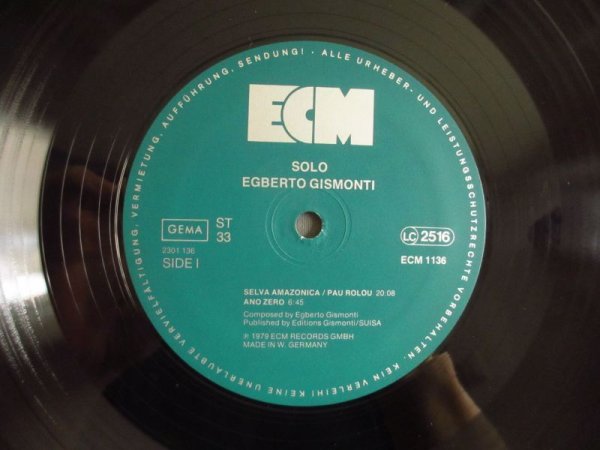 KEINE UNERLAUBTE VERVIELFÄLTIGUNG, VERMIETUNG, AUFFÜHRUNG, SENDUNG! · ALLE URHEBER- UND LEISTUNGSSCHUTZRECHTE VORBEHALTEN. KEIN VERLEIH!
ECM
SOLO
EGBERTO GISMONTI
GEMA
ST
33
2301 136
SIDE I
LC 2516
ECM 1136
SELVA AMAZONICA / PAU ROLOU 20:08
ANO ZERO 6:45
Composed by Egberto Gismonti
Published by Editions Gismonti/SUISA
℗ 1979 ECM RECORDS GMBH
MADE IN W. GERMANY